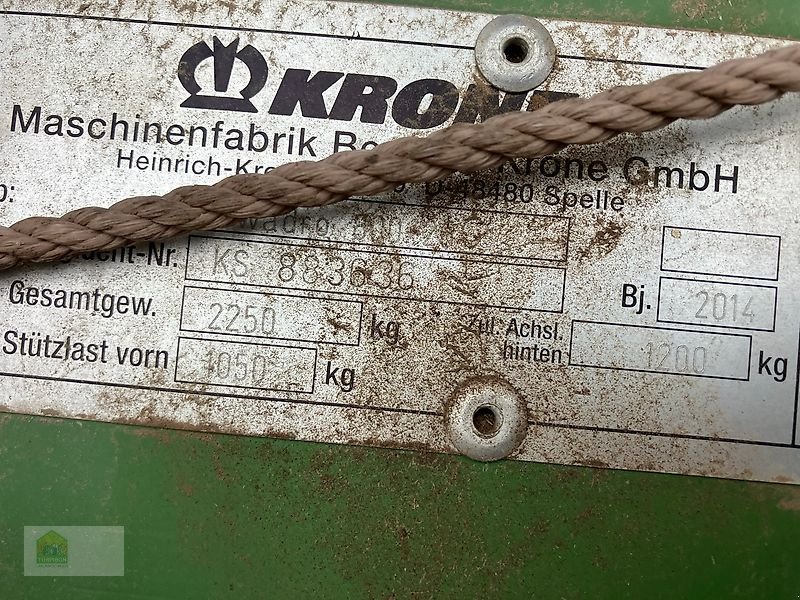 KRONE
Maschinenfabrik Krone GmbH
Heinrich D-48480 Spelle
KS 883636
Bj. 2014
Gesamtgew. 2250 kg
Zul. Achsl. hinten 1200 kg
Stützlast vorn 1050 kg